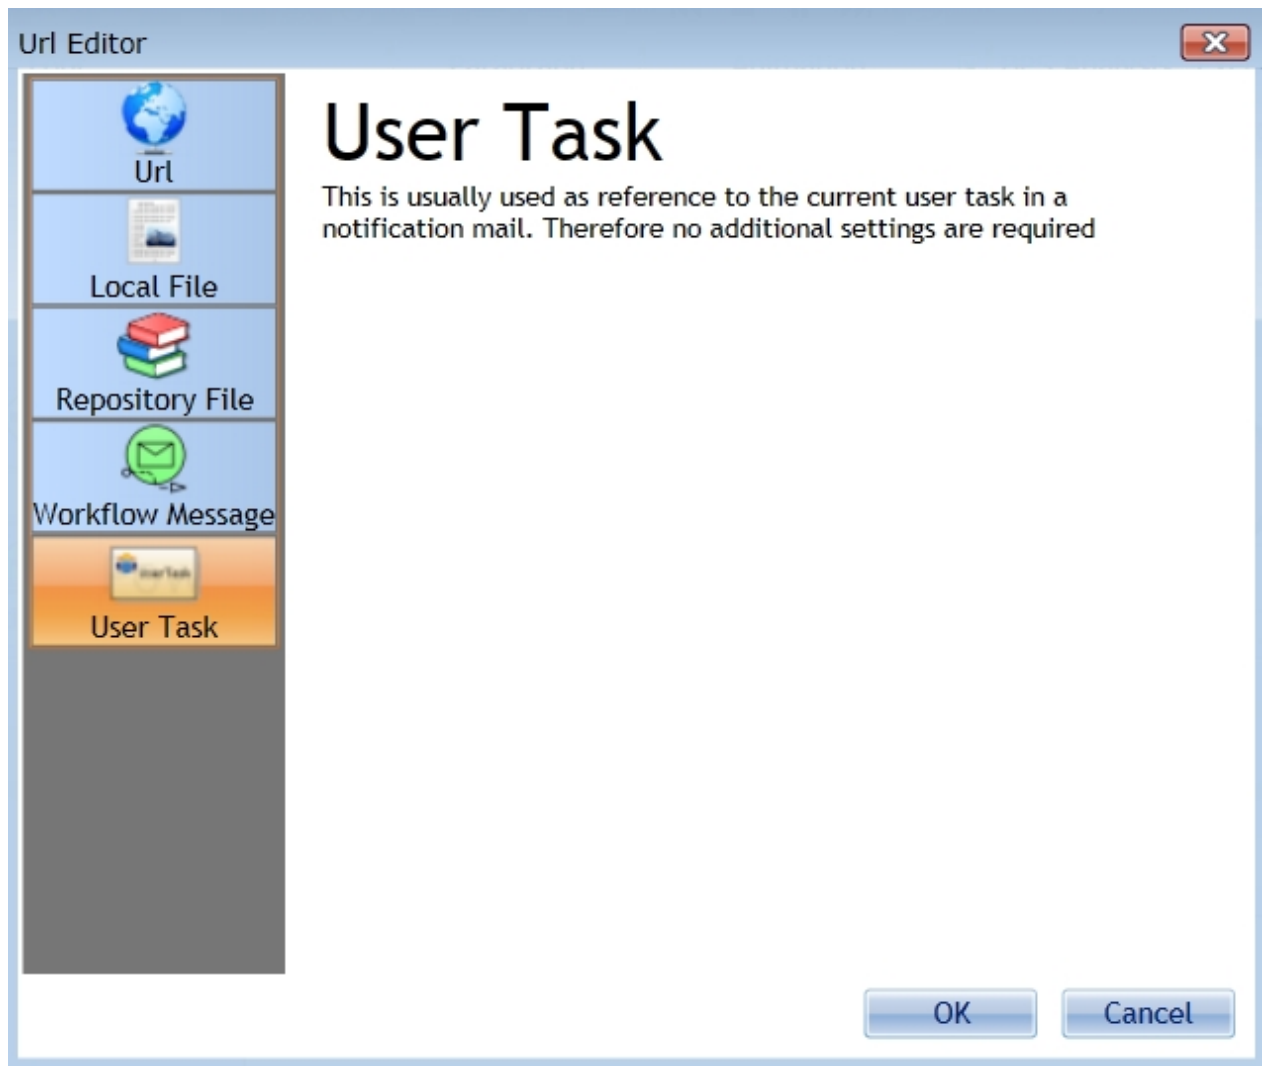 Url Editor
Url
Local File
Repository File
Workflow Message
User Task
User Task
This is usually used as reference to the current user task in a
notification mail. Therefore no additional settings are required
OK
Cancel